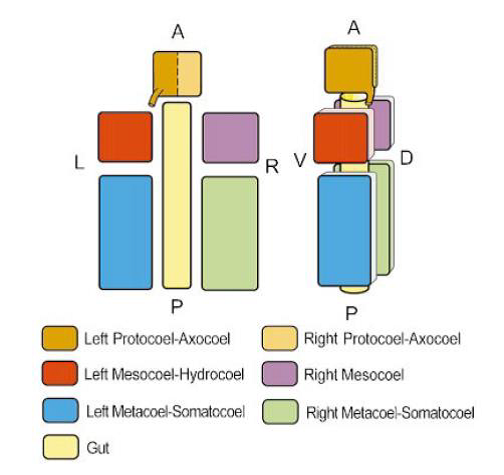 A
A
L
R
V
D
P
P
Left Protocoel-Axocoel
Right Protocoel-Axocoel
Left Mesocoel-Hydrocoel
Right Mesocoel
Left Metacoel-Somatocoel
Right Metacoel-Somatocoel
Gut